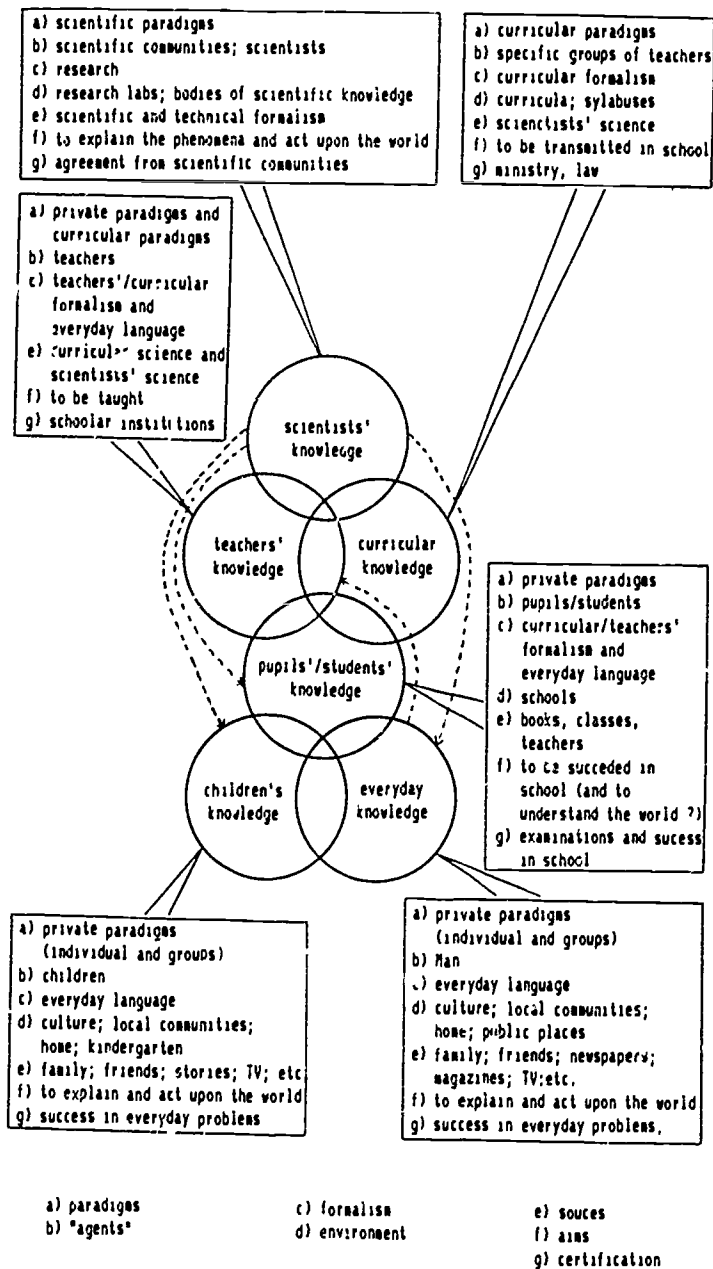 a) scientific paradigms
b) scientific communities; scientists
c) research
d) research labs; bodies of scientific knowledge
e) scientific and technical formalism
f) to explain the phenomena and act upon the world
g) agreement from scientific communities
a) curricular paradigms
b) specific groups of teachers
c) curricular formalism
d) curricula; sylabuses
e) scienctists' science
f) to be transmitted in school
g) ministry, law
a) private paradigms and
curricular paradigms
b) teachers
c) teachers'/curricular
formalism and
everyday language
e) curricular science and
scientists' science
f) to be taught
g) schoolar institutions
scientists'
knowledge
teachers'
knowledge
curricular
knowledge
pupils'/students'
knowledge
children's
knowledge
everyday
knowledge
a) private paradigms
b) pupils/students
c) curricular/teachers'
formalism and
everyday language
d) schools
e) books, classes,
teachers
f) to be succeded in
school (and to
understand the world ?)
g) examinations and sucess
in school
a) private paradigms
(individual and groups)
b) children
c) everyday language
d) culture; local communities;
home; kindergarten
e) family; friends; stories; TV; etc
f) to explain and act upon the world
g) success in everyday problems
a) private paradigms
(individual and groups)
b) Man
c) everyday language
d) culture; local communities;
home; public places
e) family; friends; newspapers;
magazines; TV;etc.
f) to explain and act upon the world
g) success in everyday problems.
a) paradigms
b) "agents"
c) formalism
d) environment
e) souces
f) aims
g) certification